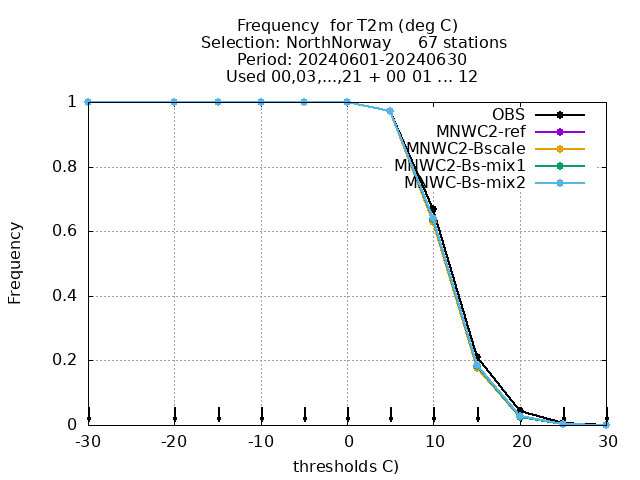 Frequency  for T2m (deg C)
Selection: NorthNorway     67 stations
Period: 20240601-20240630
Used 00,03,...,21 + 00 01 ... 12
OBS
MNWC2-ref
MNWC2-Bscale
MNWC2-Bs-mix1
MNWC-Bs-mix2
Frequency
1
0.8
0.6
0.4
0.2
0
-30
-20
-10
0
10
20
30
thresholds C)